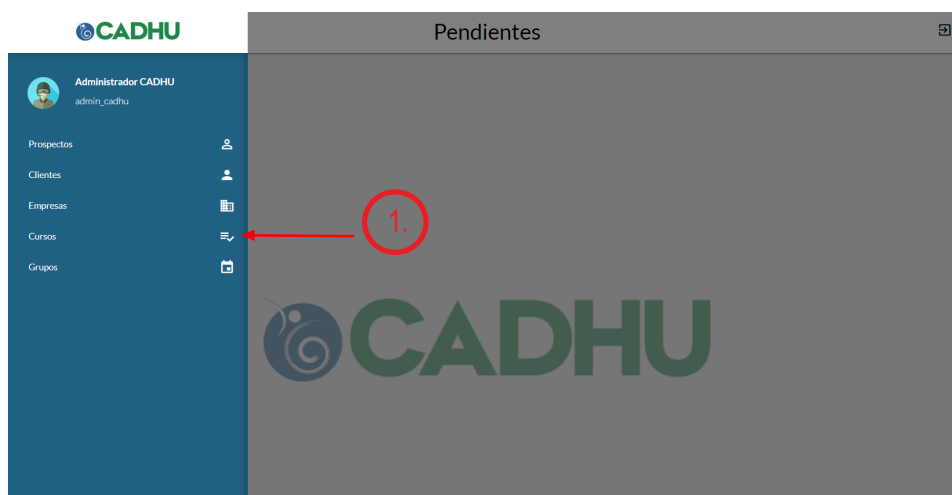 CADHU
Pendientes
Administrador CADHU
admin_cadhu
Prospectos
Clientes
Empresas
Cursos
Grupos
1.
CADHU